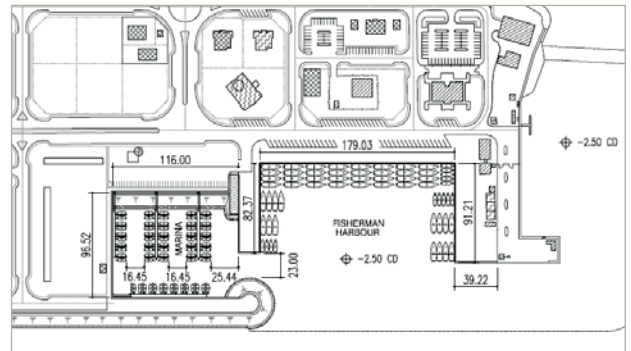 -2.50 CD
179.03
116.00
82.37
91.21
96.52
MARINA
FISHERMAN
HARBOUR
-2.50 CD
16.45
16.45
25.44
23.00
39.22